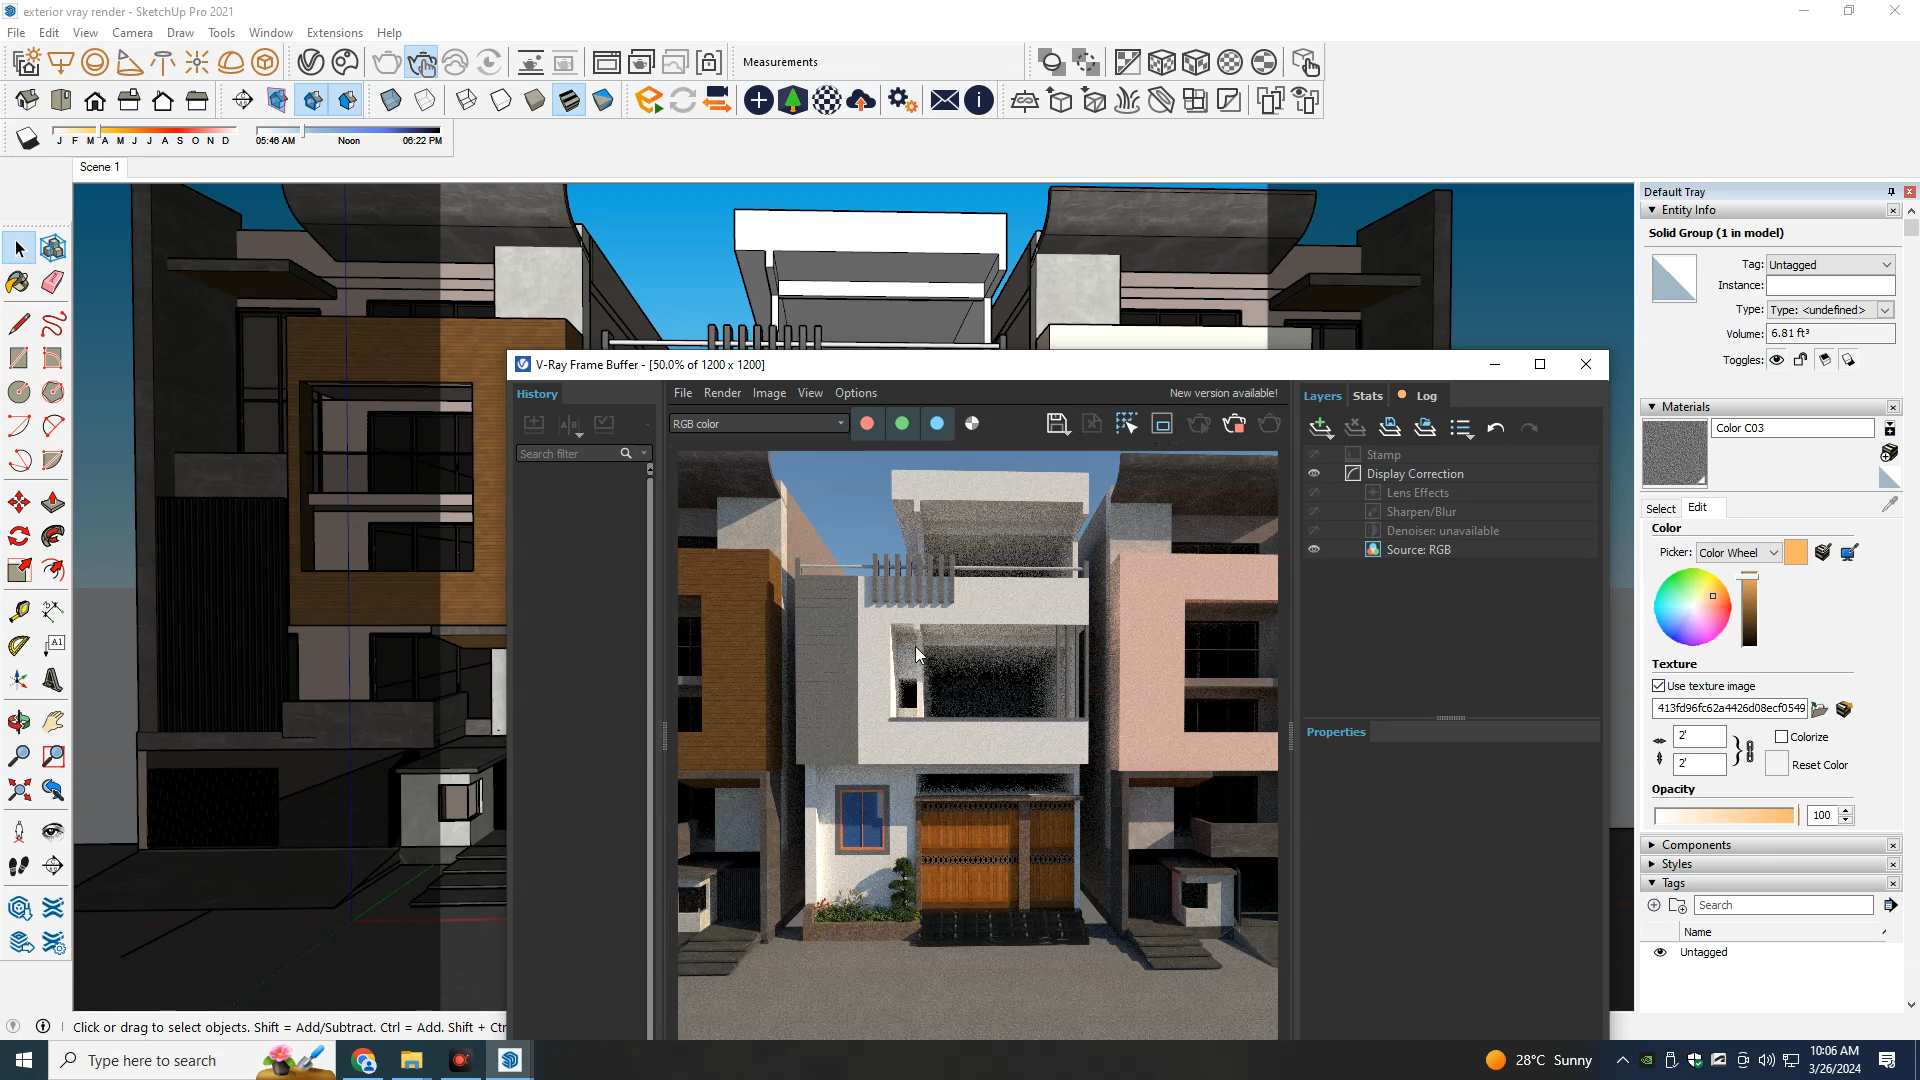 exterior vray render - SketchUp Pro 2021
File Edit View Camera Draw Tools Window Extensions Help
Measurements
J F M A M J J A S O N D
05:46 AM Noon 06:22 PM
Scene 1
Default Tray
Entity Info
Solid Group (1 in model)
Tag: Untagged
Instance:
Type: Type: <undefined>
Volume: 6.81 ft³
Toggles:
Materials
Color C03
Select Edit
Color
Picker: Color Wheel
Texture
Use texture image
413fd96fc62a4426d08ecf0549
2'
Colorize
2'
Reset Color
Opacity
100
Components
Styles
Tags
Search
Name
Untagged
V-Ray Frame Buffer - [50.0% of 1200 x 1200]
History
File Render Image View Options
New version available!
Layers Stats Log
RGB color
Search filter
Stamp
Display Correction
Lens Effects
Sharpen/Blur
Denoiser: unavailable
Source: RGB
Properties
A1
Click or drag to select objects. Shift = Add/Subtract. Ctrl = Add. Shift + Ctr
Type here to search
28°C Sunny
10:06 AM
3/26/2024